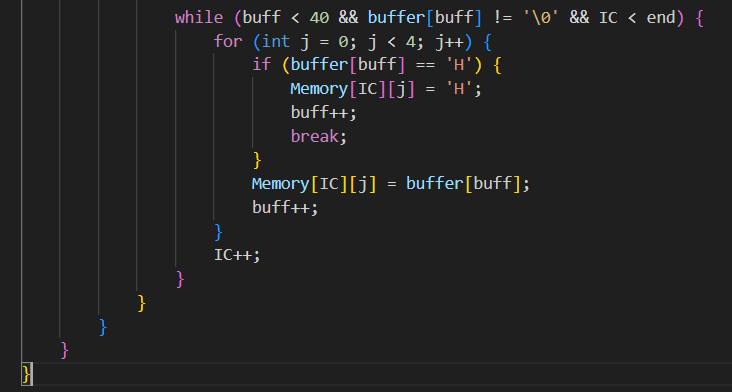 while (buff < 40 && buffer[buff] != '\0' && IC < end) {
for (int j = 0; j < 4; j++) {
if (buffer[buff] == 'H') {
Memory[IC][j] = 'H';
buff++;
break;
}
Memory[IC][j] = buffer[buff];
buff++;
}
IC++;
}
}
}
}
}